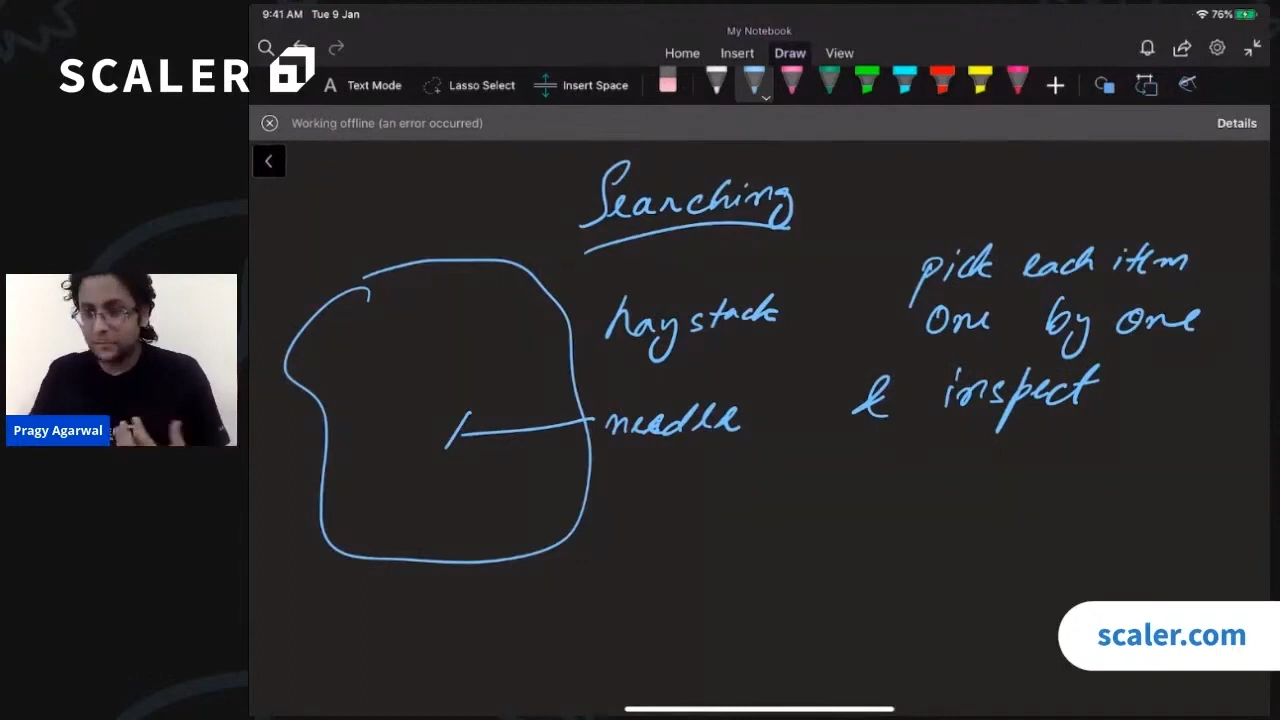 9:41 AM Tue 9 Jan
76%
My Notebook
SCALER
Home Insert Draw View
Text Mode Lasso Select Insert Space
Working offline (an error occurred)
Details
Searching
pick each item
haystack
one by one
& inspect
needle
Pragy Agarwal
scaler.com